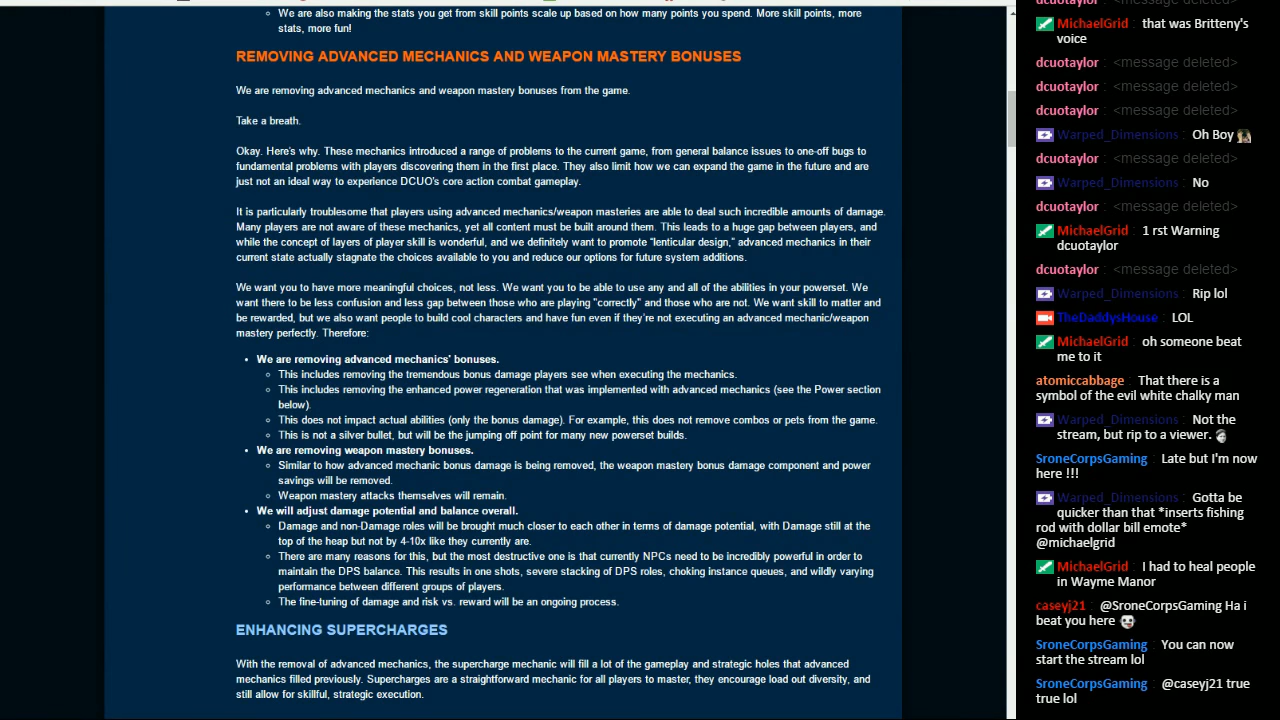 We are also making the stats you get from skill points scale up based on how many points you spend. More skill points, more
stats, more fun!
REMOVING ADVANCED MECHANICS AND WEAPON MASTERY BONUSES
We are removing advanced mechanics and weapon mastery bonuses from the game.
Take a breath.
Okay. Here's why. These mechanics introduced a range of problems to the current game, from general balance issues to one-off bugs to
fundamental problems with players discovering them in the first place. They also limit how we can expand the game in the future and are
just not an ideal way to experience DCUO's core action combat gameplay.
It is particularly troublesome that players using advanced mechanics/weapon masteries are able to deal such incredible amounts of damage.
Many players are not aware of these mechanics, yet all content must be built around them. This leads to a huge gap between players, and
while the concept of layers of player skill is wonderful, and we definitely want to promote "lenticular design," advanced mechanics in their
current state actually stagnate the choices available to you and reduce our options for future system additions.
We want you to have more meaningful choices, not less. We want you to be able to use any and all of the abilities in your powerset. We
want there to be less confusion and less gap between those who are playing "correctly" and those who are not. We want skill to matter and
be rewarded, but we also want people to build cool characters and have fun even if they're not executing an advanced mechanic/weapon
mastery perfectly. Therefore:
We are removing advanced mechanics' bonuses.
This includes removing the tremendous bonus damage players see when executing the mechanics.
This includes removing the enhanced power regeneration that was implemented with advanced mechanics (see the Power section
below).
This does not impact actual abilities (only the bonus damage). For example, this does not remove combos or pets from the game.
This is not a silver bullet, but will be the jumping off point for many new powerset builds.
We are removing weapon mastery bonuses.
Similar to how advanced mechanic bonus damage is being removed, the weapon mastery bonus damage component and power
savings will be removed.
Weapon mastery attacks themselves will remain.
We will adjust damage potential and balance overall.
Damage and non-Damage roles will be brought much closer to each other in terms of damage potential, with Damage still at the
top of the heap but not by 4-10x like they currently are.
There are many reasons for this, but the most destructive one is that currently NPCs need to be incredibly powerful in order to
maintain the DPS balance. This results in one shots, severe stacking of DPS roles, choking instance queues, and wildly varying
performance between different groups of players.
The fine-tuning of damage and risk vs. reward will be an ongoing process.
ENHANCING SUPERCHARGES
With the removal of advanced mechanics, the supercharge mechanic will fill a lot of the gameplay and strategic holes that advanced
mechanics filled previously. Supercharges are a straightforward mechanic for all players to master, they encourage load out diversity, and
still allow for skillful, strategic execution.
dcuotaylor : <message deleted>
MichaelGrid : that was Britteny's
voice
dcuotaylor : <message deleted>
dcuotaylor : <message deleted>
dcuotaylor : <message deleted>
Warped_Dimensions : Oh Boy
dcuotaylor : <message deleted>
Warped_Dimensions : No
dcuotaylor : <message deleted>
MichaelGrid : 1 rst Warning
dcuotaylor
dcuotaylor : <message deleted>
Warped_Dimensions : Rip lol
TheDaddysHouse : LOL
MichaelGrid : oh someone beat
me to it
atomiccabbage : That there is a
symbol of the evil white chalky man
Warped_Dimensions : Not the
stream, but rip to a viewer.
SroneCorpsGaming : Late but I'm now
here !!!
Warped_Dimensions : Gotta be
quicker than that *inserts fishing
rod with dollar bill emote*
@michaelgrid
MichaelGrid : I had to heal people
in Wayme Manor
caseyj21 : @SroneCorpsGaming Ha i
beat you here
SroneCorpsGaming : You can now
start the stream lol
SroneCorpsGaming : @caseyj21 true
true lol